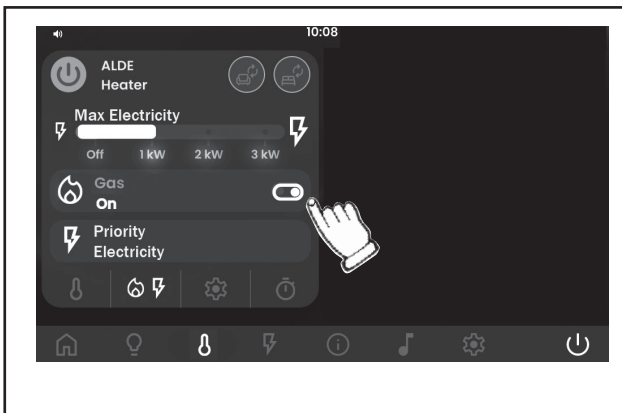 10:08
ALDE
Heater
Max Electricity
Off 1 kW 2 kW 3 kW
Gas
On
Priority
Electricity